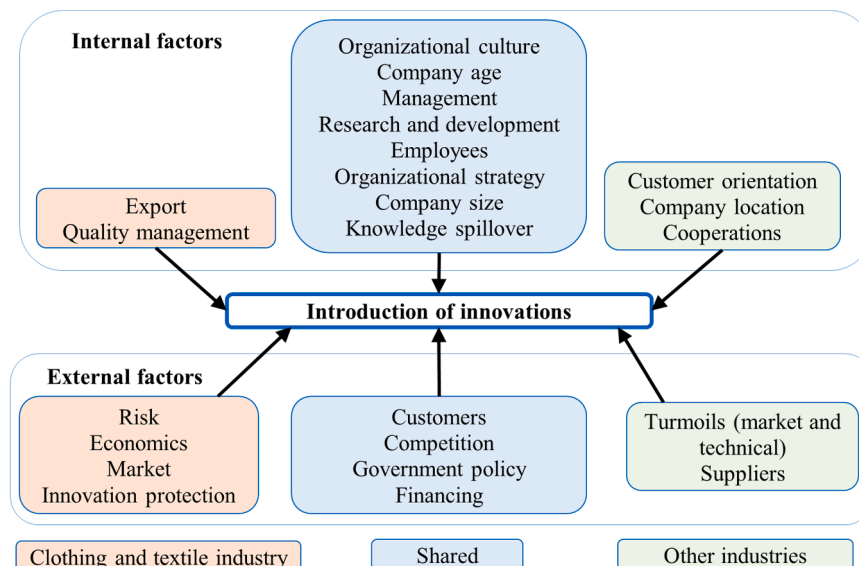 Internal factors
Organizational culture
Company age
Management
Research and development
Employees
Organizational strategy
Company size
Knowledge spillover
Export
Quality management
Customer orientation
Company location
Cooperations
Introduction of innovations
External factors
Risk
Economics
Market
Innovation protection
Customers
Competition
Government policy
Financing
Turmoils (market and
technical)
Suppliers
Clothing and textile industry
Shared
Other industries